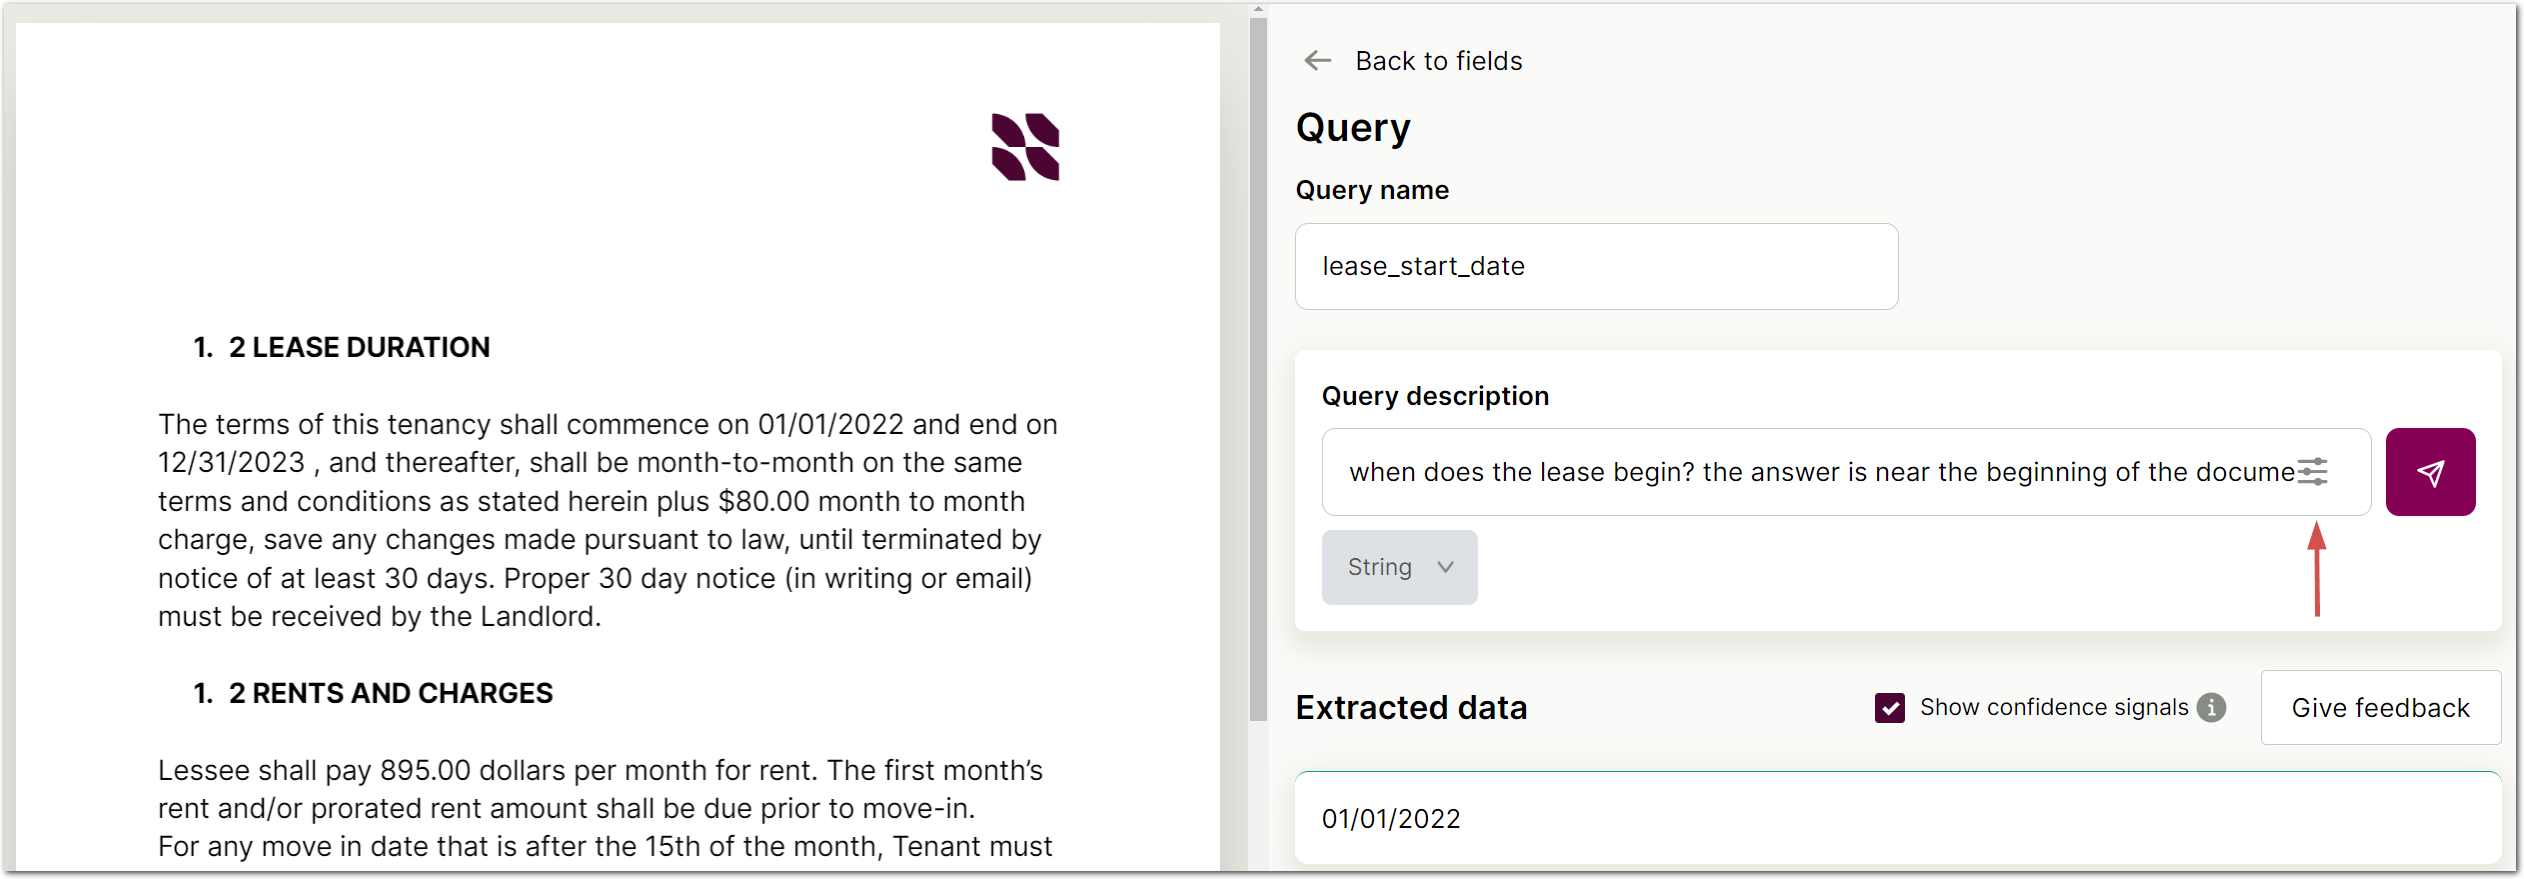 1. 2 LEASE DURATION
The terms of this tenancy shall commence on 01/01/2022 and end on
12/31/2023 , and thereafter, shall be month-to-month on the same
terms and conditions as stated herein plus $80.00 month to month
charge, save any changes made pursuant to law, until terminated by
notice of at least 30 days. Proper 30 day notice (in writing or email)
must be received by the Landlord.
1. 2 RENTS AND CHARGES
Lessee shall pay 895.00 dollars per month for rent. The first month’s
rent and/or prorated rent amount shall be due prior to move-in.
For any move in date that is after the 15th of the month, Tenant must
Back to fields
Query
Query name
lease_start_date
Query description
when does the lease begin? the answer is near the beginning of the docume
String
Extracted data
Show confidence signals
Give feedback
01/01/2022